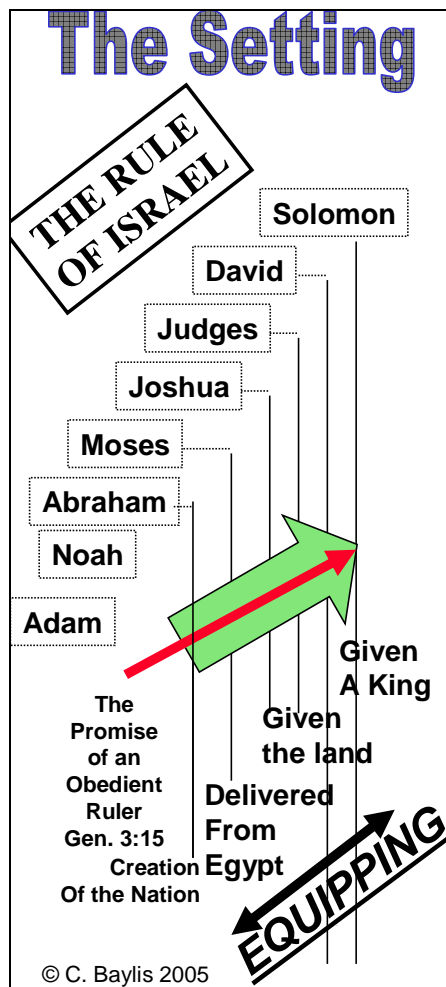 The Setting
THE RULE
OF ISRAEL
Solomon
David
Judges
Joshua
Moses
Abraham
Noah
Adam
Given
A King
Given
the land
The
Promise
of an
Obedient
Ruler
Gen. 3:15
Delivered
From
Egypt
Creation
Of the Nation
EQUIPPING
© C. Baylis 2005